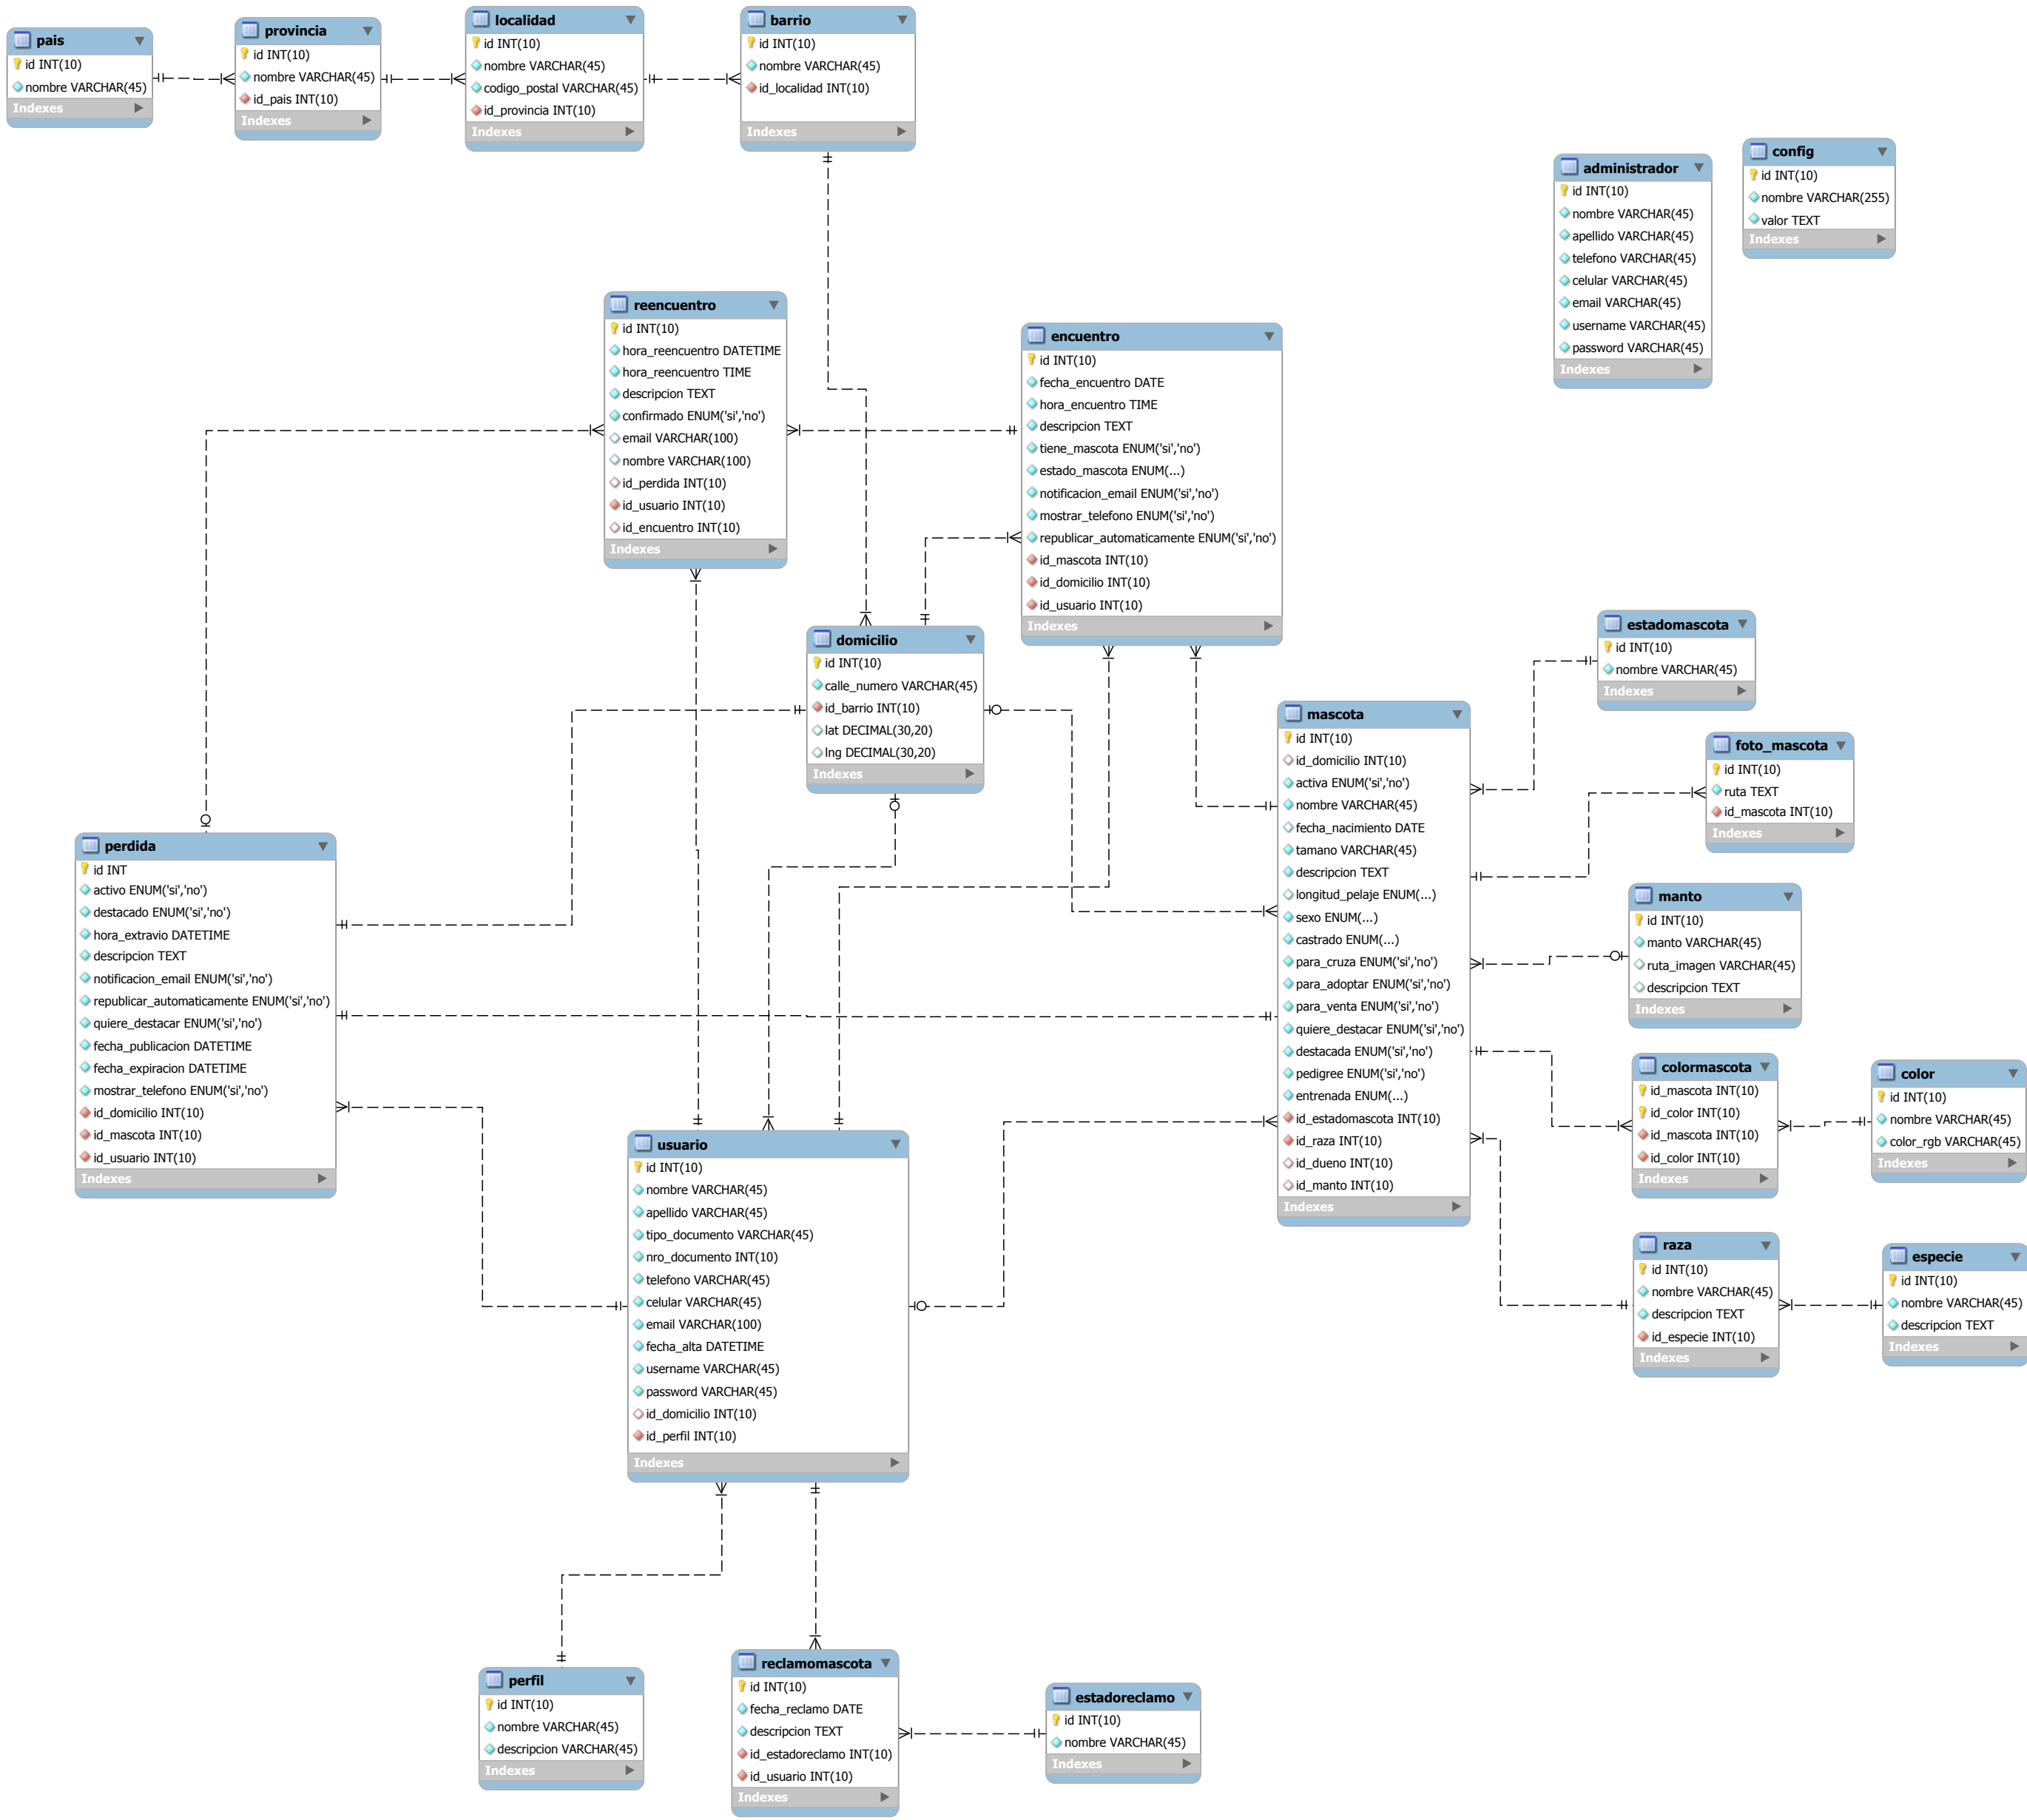 pais
id INT(10)
nombre VARCHAR(45)
Indexes
provincia
id INT(10)
nombre VARCHAR(45)
id_pais INT(10)
Indexes
localidad
id INT(10)
nombre VARCHAR(45)
codigo_postal VARCHAR(45)
id_provincia INT(10)
Indexes
barrio
id INT(10)
nombre VARCHAR(45)
id_localidad INT(10)
Indexes
administrador
id INT(10)
nombre VARCHAR(45)
apellido VARCHAR(45)
telefono VARCHAR(45)
celular VARCHAR(45)
email VARCHAR(45)
username VARCHAR(45)
password VARCHAR(45)
Indexes
config
id INT(10)
nombre VARCHAR(255)
valor TEXT
Indexes
reencuentro
id INT(10)
hora_reencuentro DATETIME
hora_reencuentro TIME
descripcion TEXT
confirmado ENUM('si','no')
email VARCHAR(100)
nombre VARCHAR(100)
id_perdida INT(10)
id_usuario INT(10)
id_encuentro INT(10)
Indexes
encuentro
id INT(10)
fecha_encuentro DATE
hora_encuentro TIME
descripcion TEXT
tiene_mascota ENUM('si','no')
estado_mascota ENUM(...)
notificacion_email ENUM('si','no')
mostrar_telefono ENUM('si','no')
republicar_automaticamente ENUM('si','no')
id_mascota INT(10)
id_domicilio INT(10)
id_usuario INT(10)
Indexes
domicilio
id INT(10)
calle_numero VARCHAR(45)
id_barrio INT(10)
lat DECIMAL(30,20)
lng DECIMAL(30,20)
Indexes
estadomascota
id INT(10)
nombre VARCHAR(45)
Indexes
mascota
id INT(10)
id_domicilio INT(10)
activa ENUM('si','no')
nombre VARCHAR(45)
fecha_nacimiento DATE
tamano VARCHAR(45)
descripcion TEXT
longitud_pelaje ENUM(...)
sexo ENUM(...)
castrado ENUM(...)
para_cruza ENUM('si','no')
para_adoptar ENUM('si','no')
para_venta ENUM('si','no')
quiere_destacar ENUM('si','no')
destacada ENUM('si','no')
pedigree ENUM('si','no')
entrenada ENUM(...)
id_estadomascota INT(10)
id_raza INT(10)
id_dueno INT(10)
id_manto INT(10)
Indexes
foto_mascota
id INT(10)
ruta TEXT
id_mascota INT(10)
Indexes
perdida
id INT
activo ENUM('si','no')
destacado ENUM('si','no')
hora_extravio DATETIME
descripcion TEXT
notificacion_email ENUM('si','no')
republicar_automaticamente ENUM('si','no')
quiere_destacar ENUM('si','no')
fecha_publicacion DATETIME
fecha_expiracion DATETIME
mostrar_telefono ENUM('si','no')
id_domicilio INT(10)
id_mascota INT(10)
id_usuario INT(10)
Indexes
manto
id INT(10)
manto VARCHAR(45)
ruta_imagen VARCHAR(45)
descripcion TEXT
Indexes
colormascota
id_mascota INT(10)
id_color INT(10)
id_mascota INT(10)
id_color INT(10)
Indexes
color
id INT(10)
nombre VARCHAR(45)
color_rgb VARCHAR(45)
Indexes
usuario
id INT(10)
nombre VARCHAR(45)
apellido VARCHAR(45)
tipo_documento VARCHAR(45)
nro_documento INT(10)
telefono VARCHAR(45)
celular VARCHAR(45)
email VARCHAR(100)
fecha_alta DATETIME
username VARCHAR(45)
password VARCHAR(45)
id_domicilio INT(10)
id_perfil INT(10)
Indexes
raza
id INT(10)
nombre VARCHAR(45)
descripcion TEXT
id_especie INT(10)
Indexes
especie
id INT(10)
nombre VARCHAR(45)
descripcion TEXT
Indexes
perfil
id INT(10)
nombre VARCHAR(45)
descripcion VARCHAR(45)
Indexes
reclamomascota
id INT(10)
fecha_reclamo DATE
descripcion TEXT
id_estadoreclamo INT(10)
id_usuario INT(10)
Indexes
estadoreclamo
id INT(10)
nombre VARCHAR(45)
Indexes